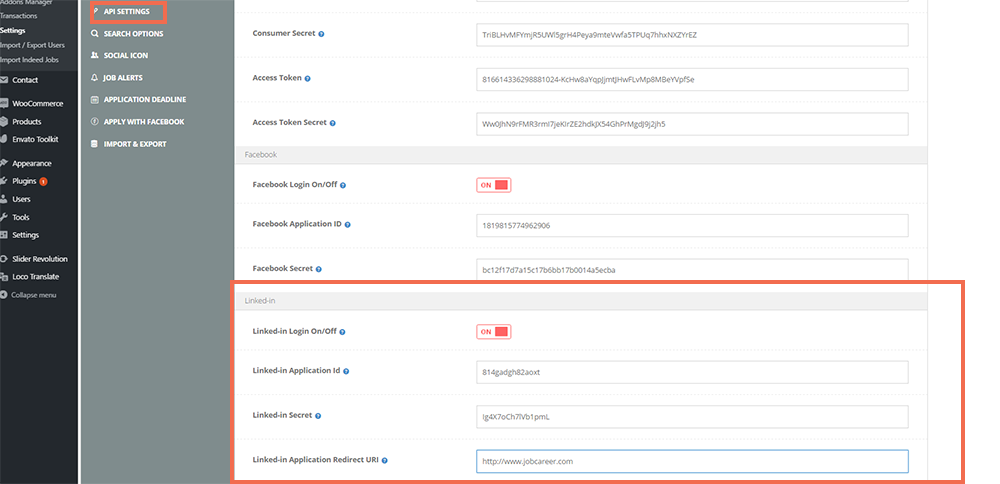 Addons Manager
Transactions
Settings
Import / Export Users
Import Indeed Jobs
Contact
WooCommerce
Products
Envato Toolkit
Appearance
Plugins 1
Users
Tools
Settings
Slider Revolution
Loco Translate
Collapse menu
API SETTINGS
SEARCH OPTIONS
SOCIAL ICON
JOB ALERTS
APPLICATION DEADLINE
APPLY WITH FACEBOOK
IMPORT & EXPORT
Consumer Secret
TriBLHvMFYmjR5UWl5grH4Peya9mteVwfa5TPUq7hhxNXZYrEZ
Access Token
816614336298881024-KcHw8aYqpJjmtJHwFLvMp8MBeYVpfSe
Access Token Secret
Ww0JhN9rFMR3rmI7jeKIrZE2hdkJX54GhPrMgdJ9j2jh5
Facebook
Facebook Login On/Off
ON
Facebook Application ID
1819815774962906
Facebook Secret
bc12f17d7a15c17b6bb17b0014a5ecba
Linked-in
Linked-in Login On/Off
ON
Linked-in Application Id
814gadgh82aoxt
Linked-in Secret
Ig4X7oCh7lVb1pmL
Linked-in Application Redirect URI
http://www.jobcareer.com